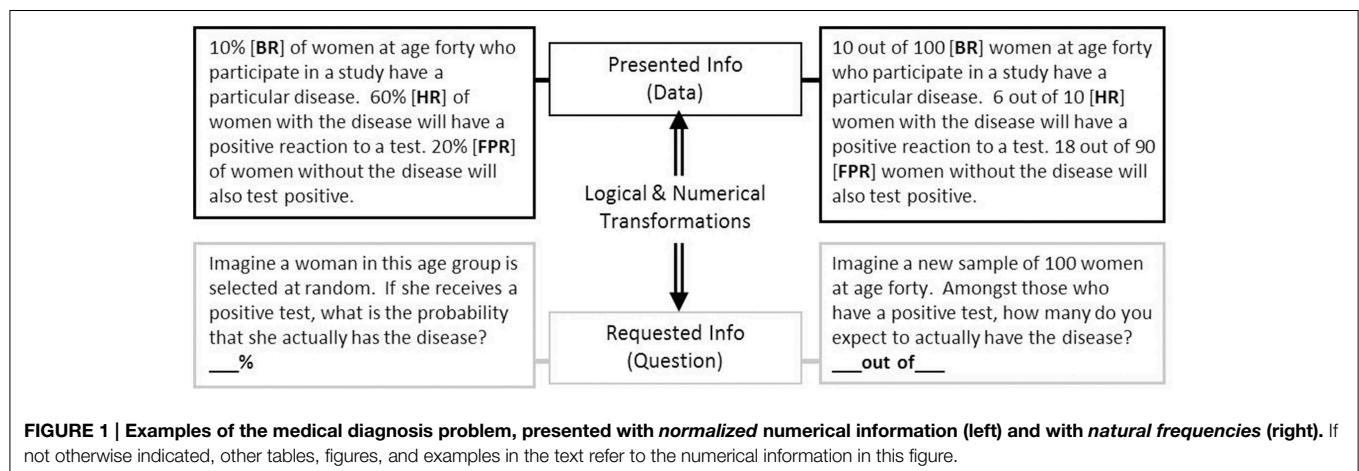 10% [BR] of women at age forty who
participate in a study have a
particular disease. 60% [HR] of
women with the disease will have a
positive reaction to a test. 20% [FPR]
of women without the disease will
also test positive.
Presented Info
(Data)
10 out of 100 [BR] women at age forty
who participate in a study have a
particular disease. 6 out of 10 [HR]
women with the disease will have a
positive reaction to a test. 18 out of 90
[FPR] women without the disease will
also test positive.
Logical & Numerical
Transformations
Imagine a woman in this age group is
selected at random. If she receives a
positive test, what is the probability
that she actually has the disease?
___%
Requested Info
(Question)
Imagine a new sample of 100 women
at age forty. Amongst those who
have a positive test, how many do you
expect to actually have the disease?
___out of___
FIGURE 1 | Examples of the medical diagnosis problem, presented with normalized numerical information (left) and with natural frequencies (right). If
not otherwise indicated, other tables, figures, and examples in the text refer to the numerical information in this figure.